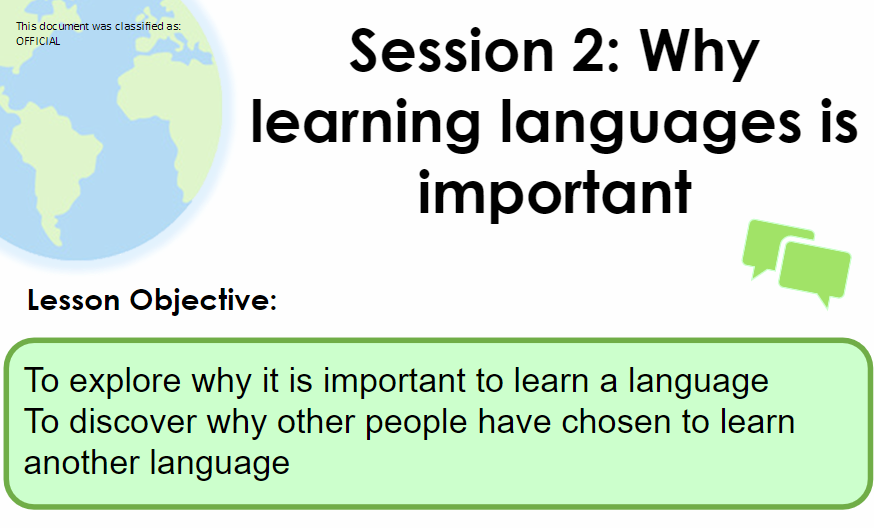 This document was classified as:
OFFICIAL
Session 2: Why
learning languages is
important
Lesson Objective:
To explore why it is important to learn a language
To discover why other people have chosen to learn
another language